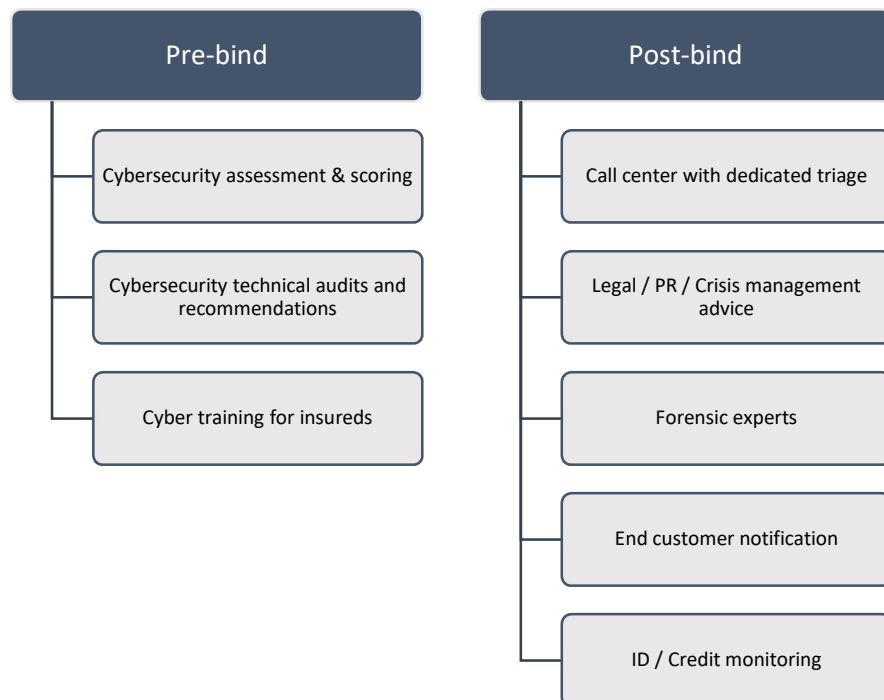 Pre-bind
Cybersecurity assessment & scoring
Cybersecurity technical audits and
recommendations
Cyber training for insureds
Post-bind
Call center with dedicated triage
Legal / PR / Crisis management
advice
Forensic experts
End customer notification
ID / Credit monitoring